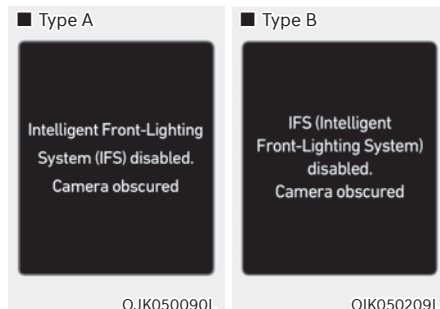 ■ Type A
Intelligent Front-Lighting
System (IFS) disabled.
Camera obscured
OJK050090L
■ Type B
IFS (Intelligent
Front-Lighting System)
disabled.
Camera obscured
OIK050209L